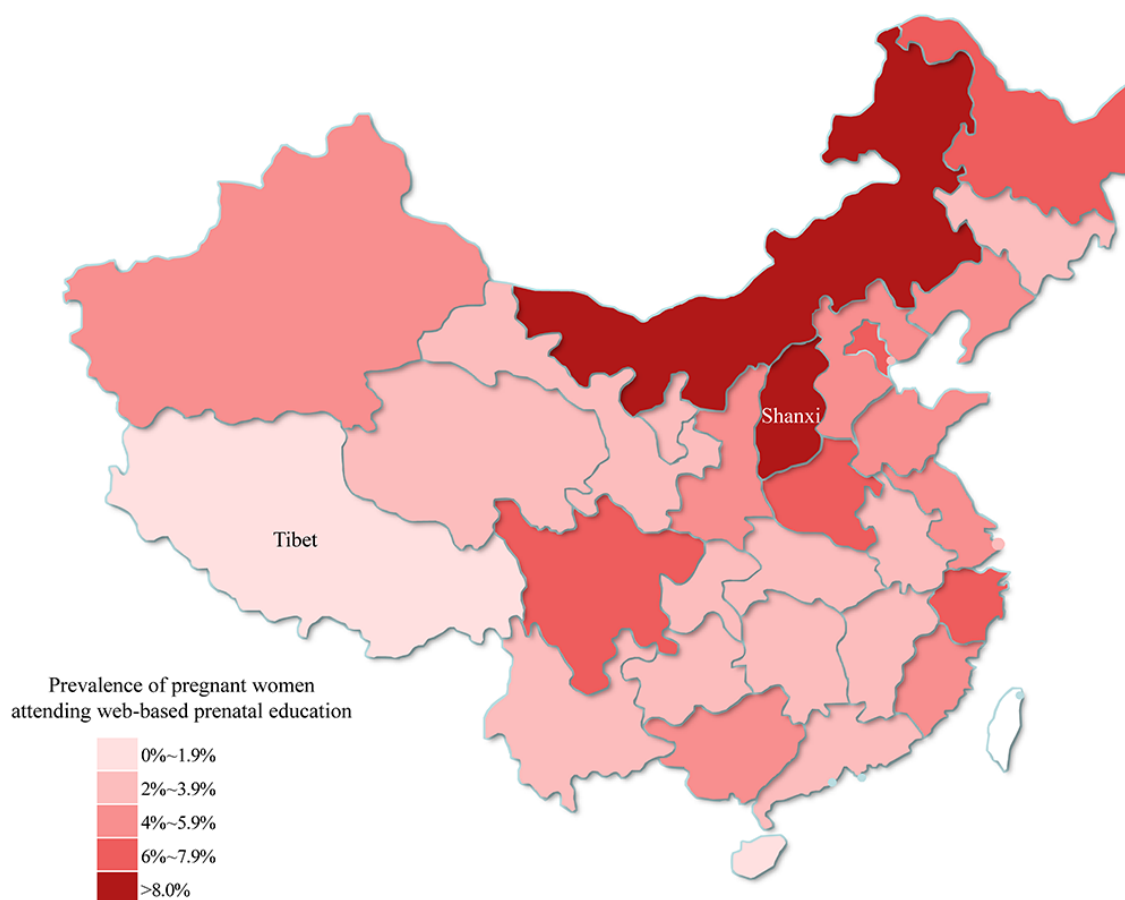 Shanxi
Tibet
Prevalence of pregnant women
attending web-based prenatal education
0%~1.9%
2%~3.9%
4%~5.9%
6%~7.9%
>8.0%